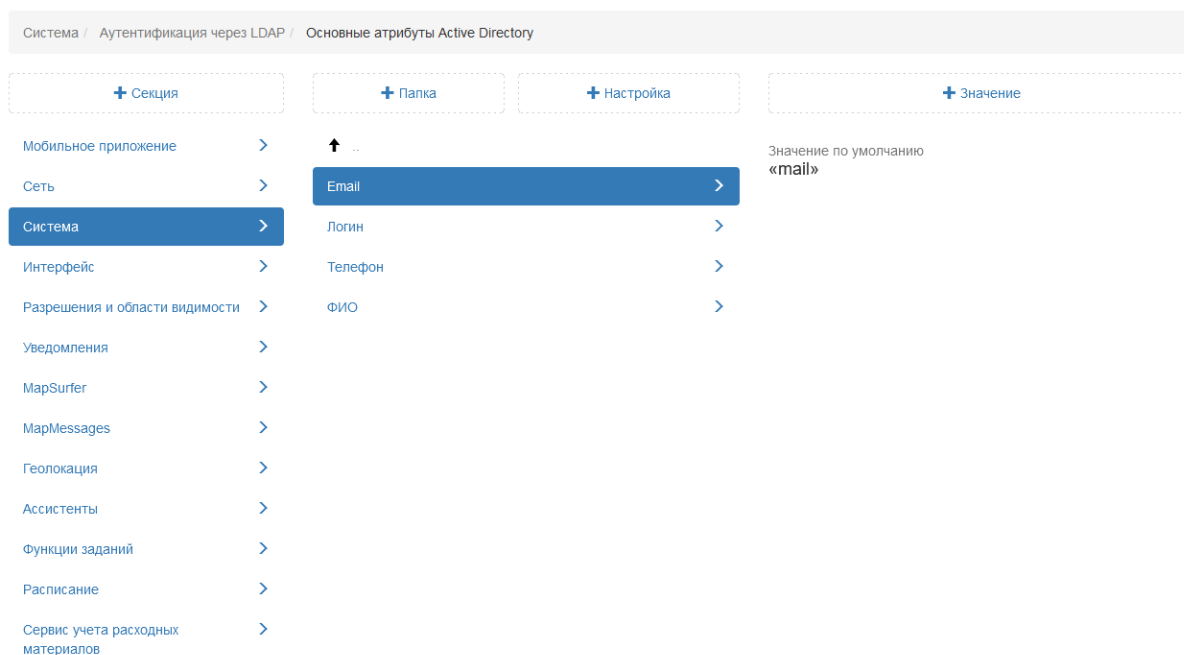 Система / Аутентификация через LDAP / Основные атрибуты Active Directory
+ Секция
+ Папка
+ Настройка
+ Значение
Мобильное приложение
Сеть
Система
Интерфейс
Разрешения и области видимости
Уведомления
MapSurfer
MapMessages
Геолокация
Ассистенты
Функции заданий
Расписание
Сервис учета расходных
материалов
..
Email
Логин
Телефон
ФИО
Значение по умолчанию
«mail»